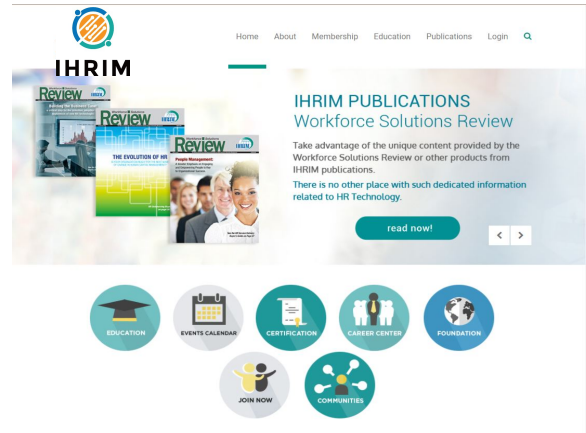 IHRIM
Home About Membership Education Publications Login
Review
Review
THE EVOLUTION OF HR
Review
People Management:
IHRIM PUBLICATIONS
Workforce Solutions Review
Take advantage of the unique content provided by the
Workforce Solutions Review or other products from
IHRIM publications.
There is no other place with such dedicated information
related to HR Technology.
read now!
< >
EDUCATION
EVENTS CALENDAR
CERTIFICATION
CAREER CENTER
FOUNDATION
JOIN NOW
COMMUNITIES